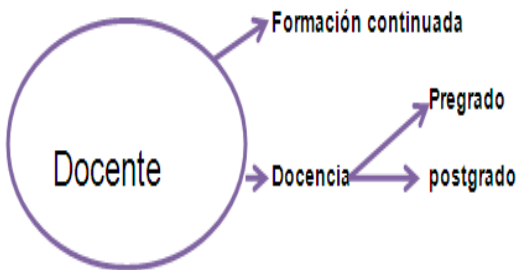 Formación continuada
Pregrado
Docente
Docencia
postgrado